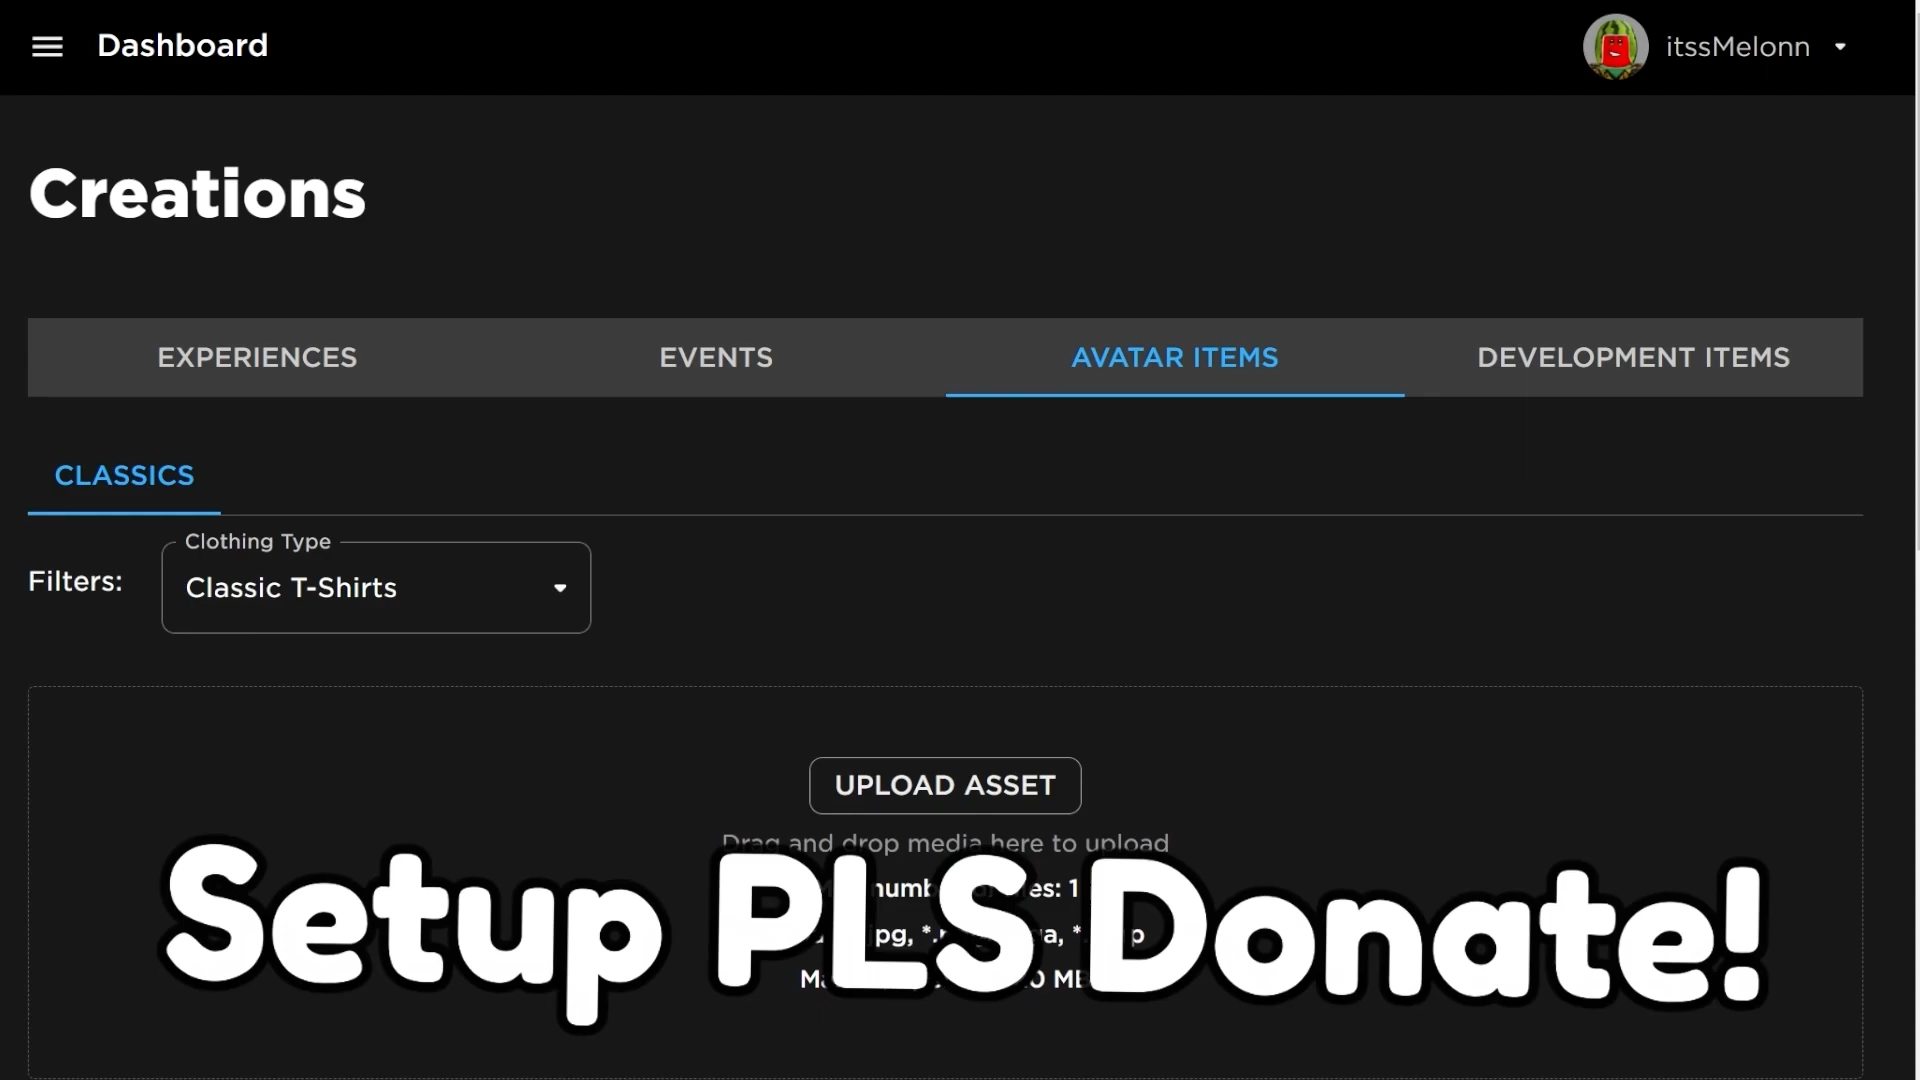 Dashboard
itssMelonn
Creations
EXPERIENCES
EVENTS
AVATAR ITEMS
DEVELOPMENT ITEMS
CLASSICS
Clothing Type
Filters:
Classic T-Shirts
UPLOAD ASSET
Drag and drop media here to upload
1
Setup PLS Donate!